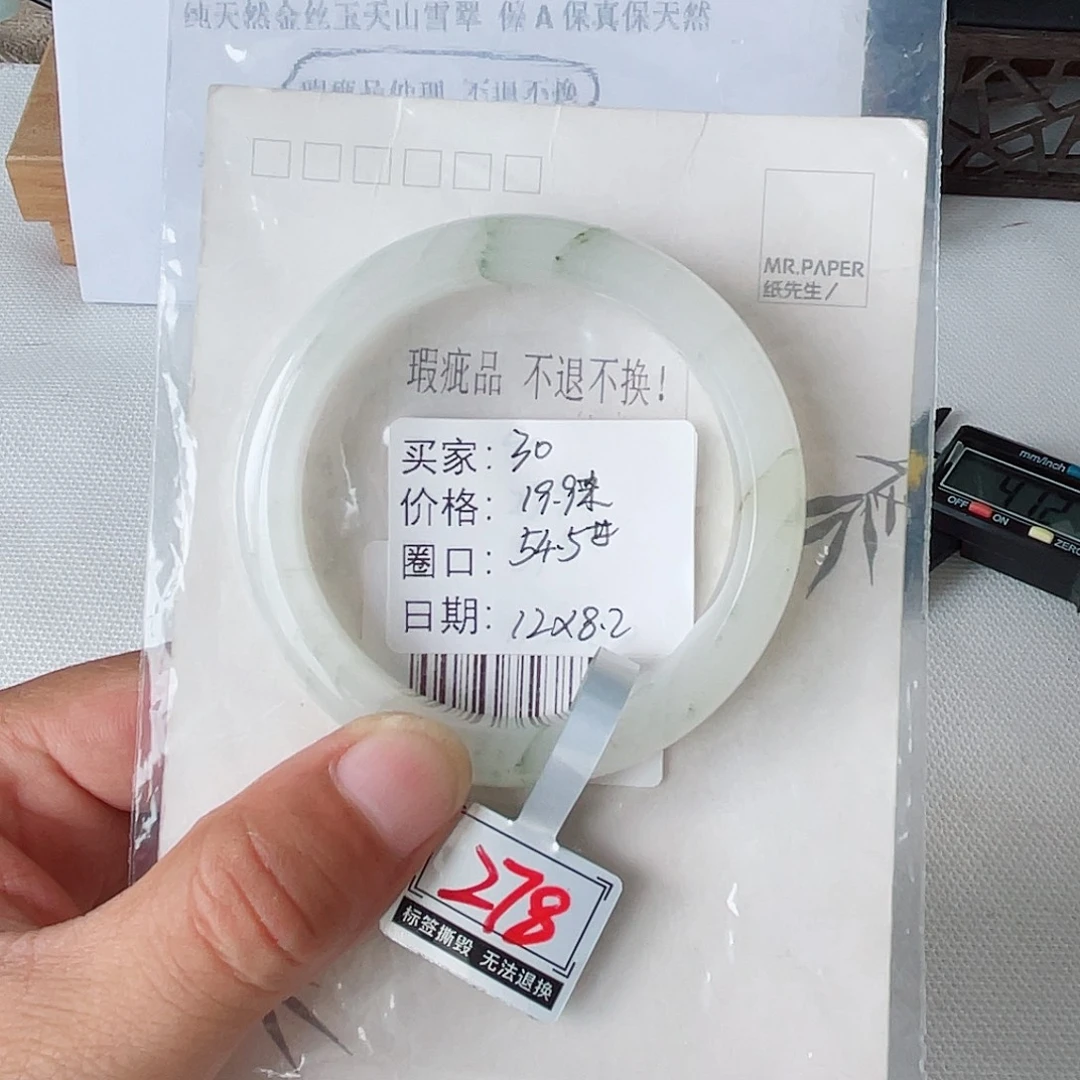 纯天然金丝玉天山雪翠 保A保真保天然
瑕疵品 不退不换
MR.PAPER
纸先生/
瑕疵品 不退不换!
买家: 30
价格: 19.9
圈口: 54.5
日期: 12x8.2
mm/inch
OFF ON
ZERO
278
标签撕毁 无法退换